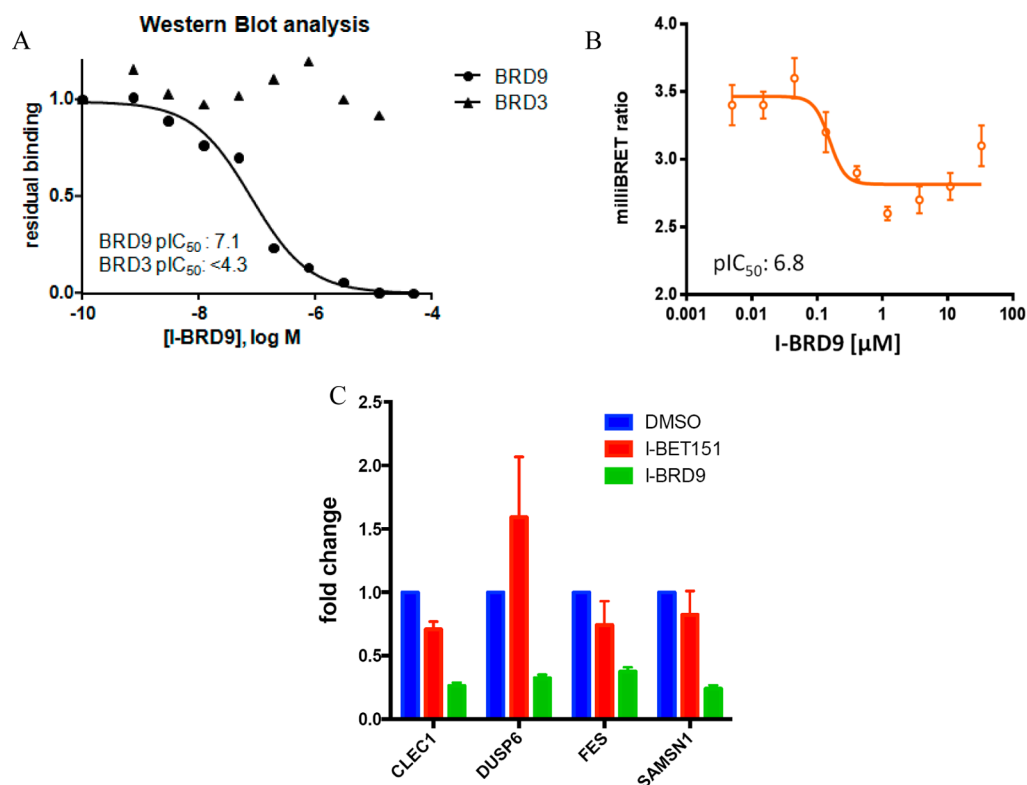 A
Western Blot analysis
BRD9
BRD3
residual binding
1.0
0.5
0.0
BRD9 pIC50 : 7.1
BRD3 pIC50: <4.3
-10 -8 -6 -4
[I-BRD9], log M
B
milliBRET ratio
4.0
3.5
3.0
2.5
2.0
pIC50: 6.8
0.001 0.01 0.1 1 10 100
I-BRD9 [µM]
C
fold change
2.5
2.0
1.5
1.0
0.5
0.0
DMSO
I-BET151
I-BRD9
CLEC1 DUSP6 FES SAMSN1